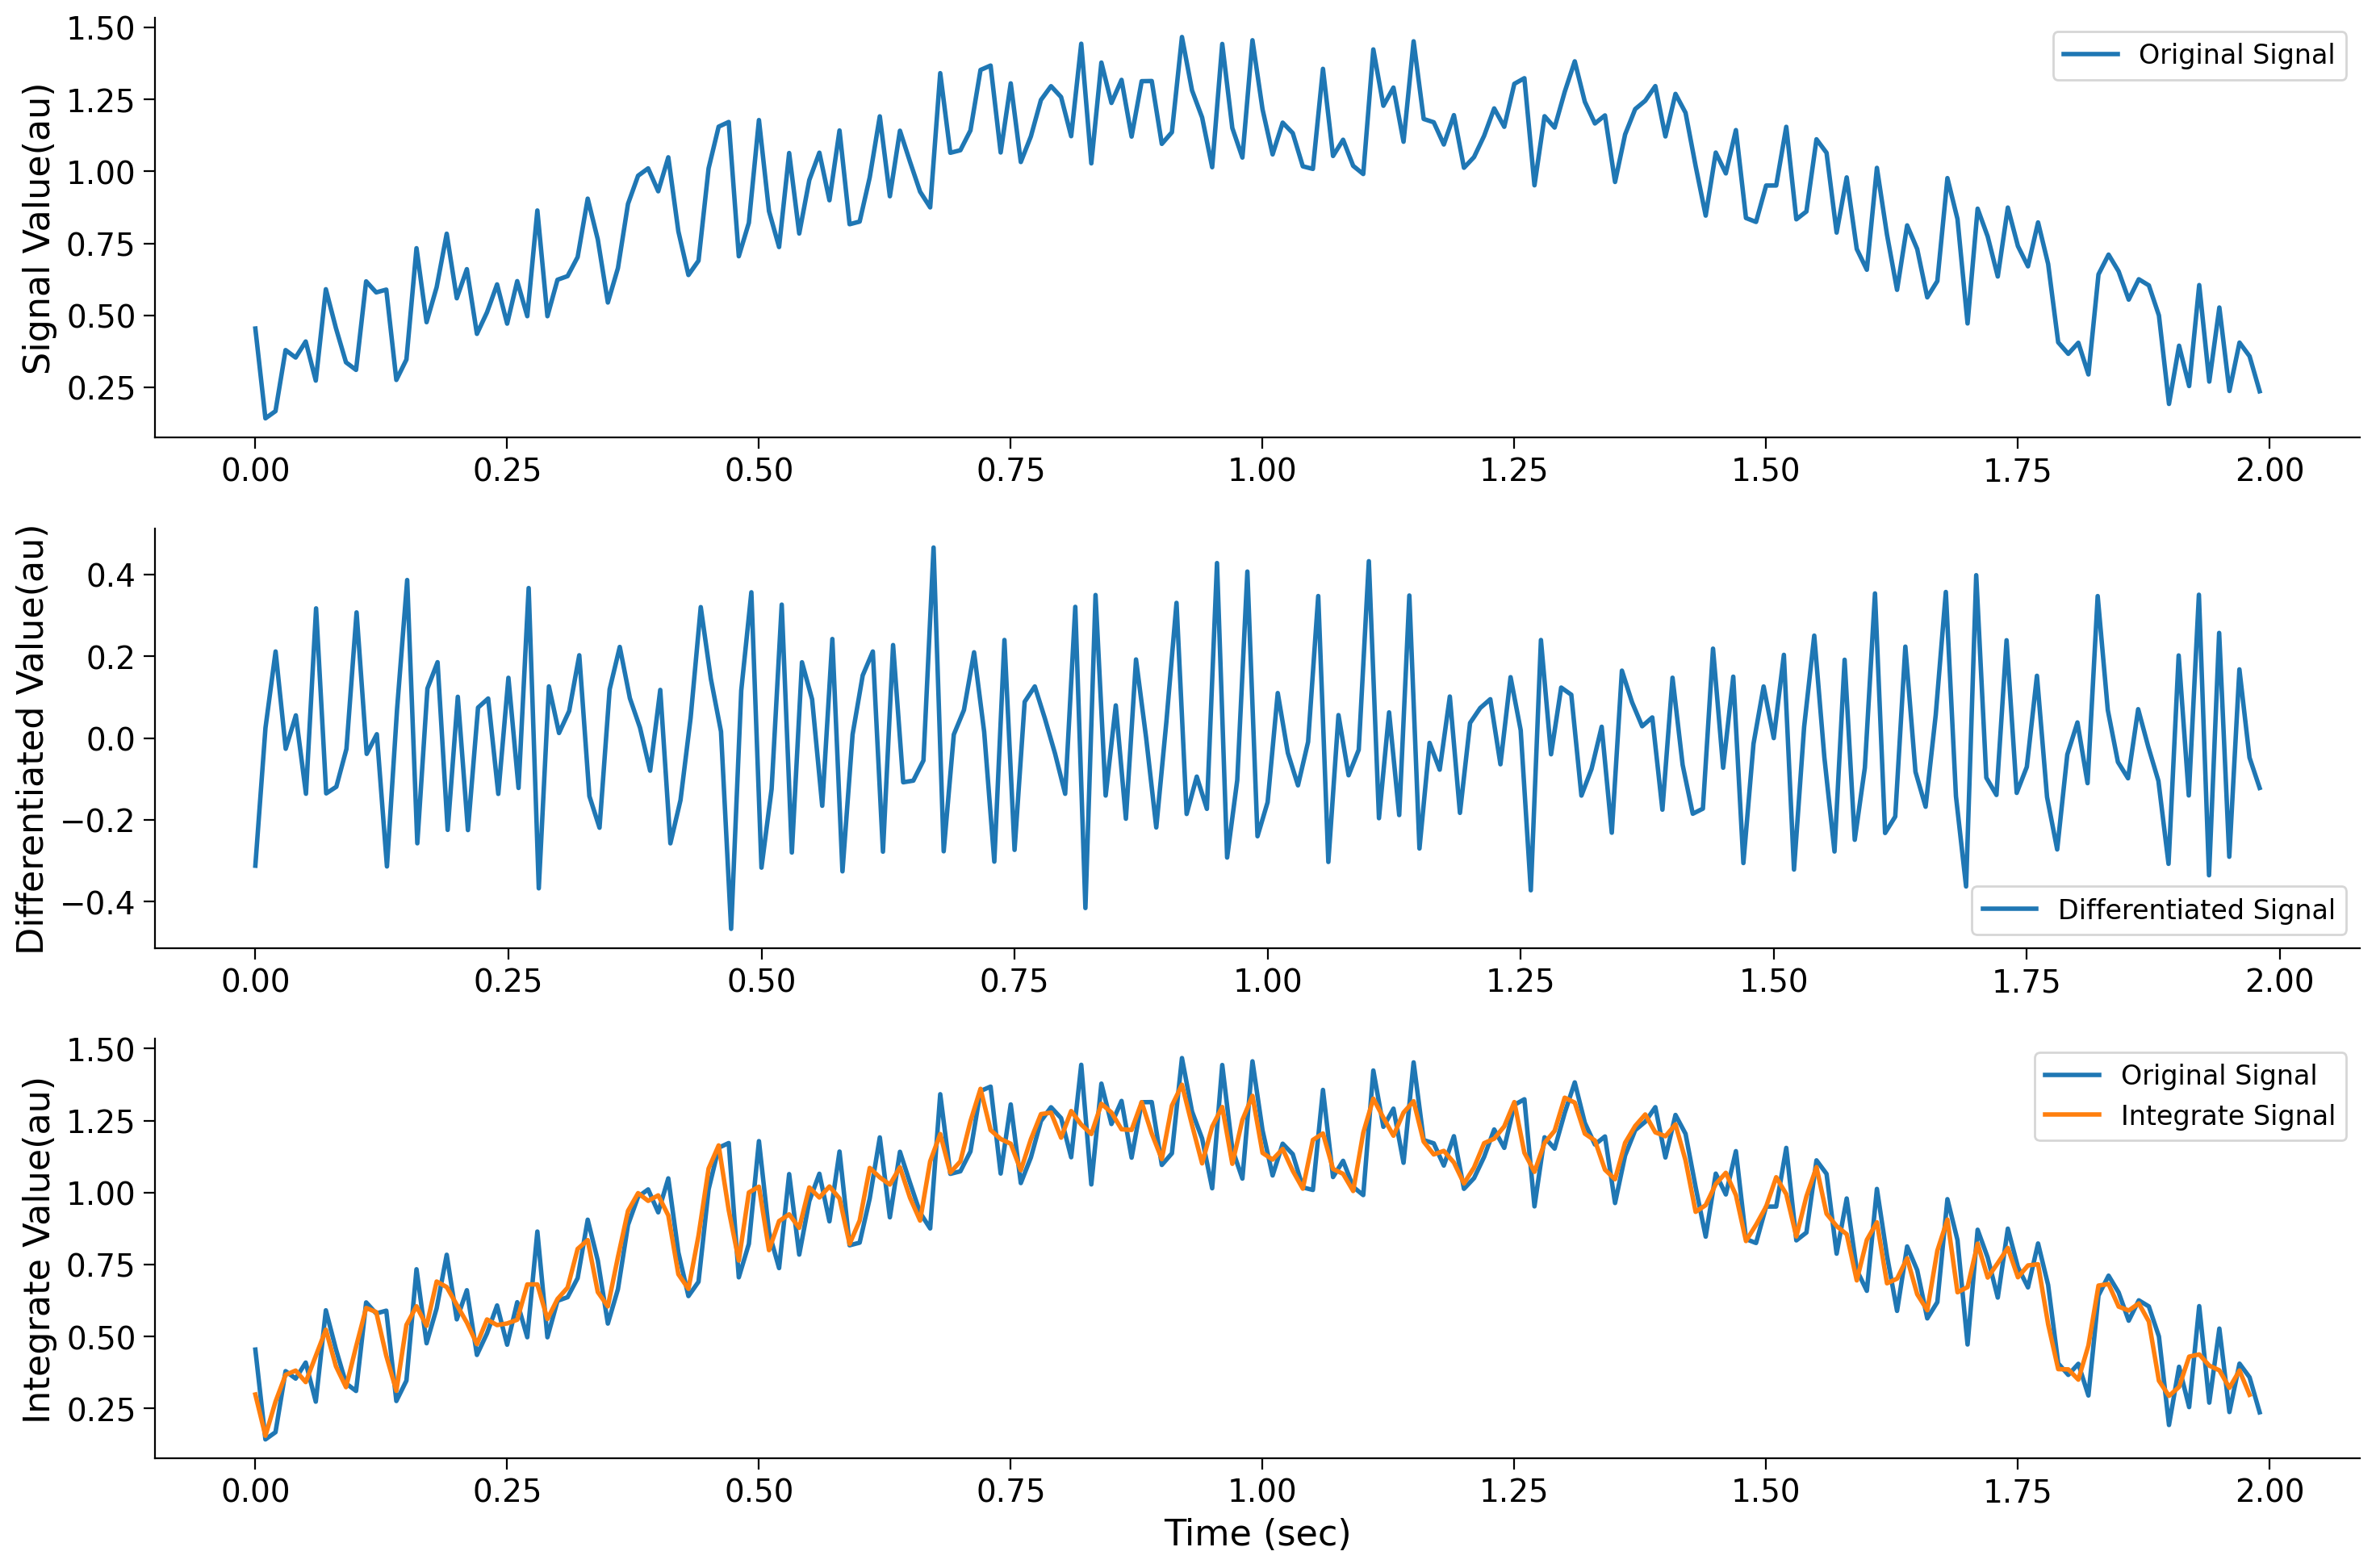 Signal Value(au)
1.50
1.25
1.00
0.75
0.50
0.25
Original Signal
0.00 0.25 0.50 0.75 1.00 1.25 1.50 1.75 2.00
Differentiated Value(au)
0.4
0.2
0.0
−0.2
−0.4
Differentiated Signal
0.00 0.25 0.50 0.75 1.00 1.25 1.50 1.75 2.00
Integrate Value(au)
1.50
1.25
1.00
0.75
0.50
0.25
Original Signal
Integrate Signal
0.00 0.25 0.50 0.75 1.00 1.25 1.50 1.75 2.00
Time (sec)